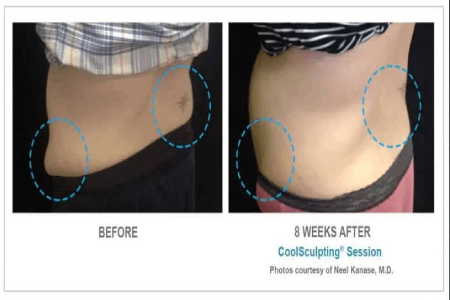 BEFORE
8 WEEKS AFTER
CoolSculpting® Session
Photos courtesy of Neel Kanase, M.D.